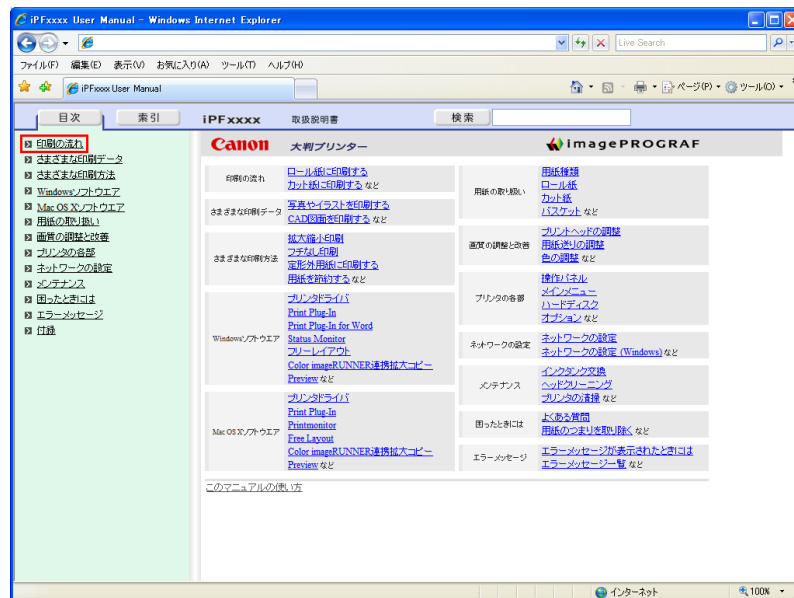 iPFxxxx User Manual - Windows Internet Explorer
Live Search
ファイル(F) 編集(E) 表示(V) お気に入り(A) ツール(T) ヘルプ(H)
iPFxxxx User Manual
ページ(P) ツール(O)
目次 索引 iPFxxxx 取扱説明書 検索
印刷の流れ
さまざまな印刷データ
さまざまな印刷方法
Windowsソフトウエア
Mac OS Xソフトウエア
用紙の取り扱い
画質の調整と改善
プリンタの各部
ネットワークの設定
メンテナンス
困ったときには
エラーメッセージ
付録
Canon 大判プリンター imagePROGRAF
印刷の流れ
ロール紙に印刷する
カット紙に印刷する など
さまざまな印刷データ
写真やイラストを印刷する
CAD図面を印刷する など
さまざまな印刷方法
拡大縮小印刷
フチなし印刷
定形外用紙に印刷する
用紙を節約する など
Windowsソフトウエア
プリンタドライバ
Print Plug-In
Print Plug-In for Word
Status Monitor
フリーレイアウト
Color imageRUNNER連携拡大コピー
Preview など
Mac OS Xソフトウエア
プリンタドライバ
Print Plug-In
Printmonitor
Free Layout
Color imageRUNNER連携拡大コピー
Preview など
用紙の取り扱い
用紙種類
ロール紙
カット紙
バスケット など
画質の調整と改善
プリントヘッドの調整
用紙送りの調整
色の調整 など
プリンタの各部
操作パネル
メインメニュー
ハードディスク
オプション など
ネットワークの設定
ネットワークの設定
ネットワークの設定 (Windows) など
メンテナンス
インクタンク交換
ヘッドクリーニング
プリンタの清掃 など
困ったときには
よくある質問
用紙のつまりを取り除く など
エラーメッセージ
エラーメッセージが表示されたときには
エラーメッセージ一覧 など
このマニュアルの使い方
インターネット 100%